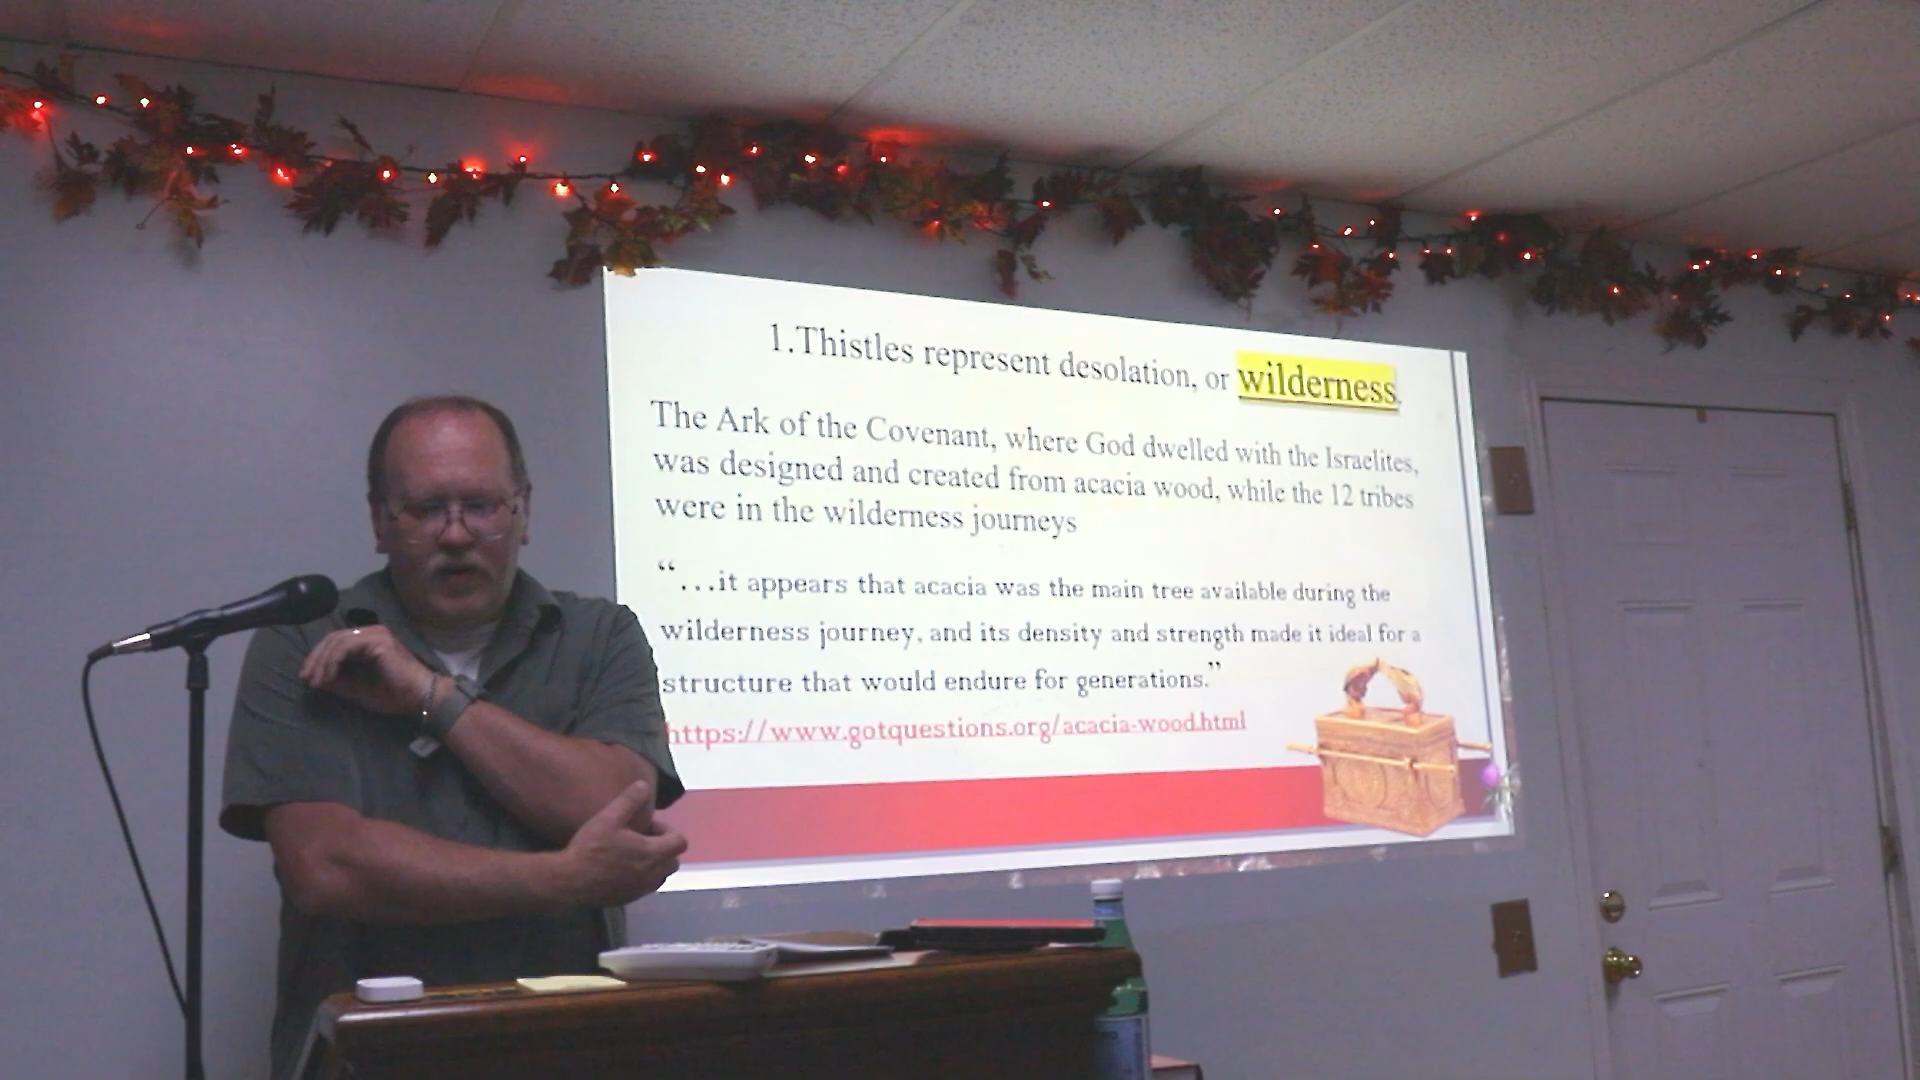 1.Thistles represent desolation, or wilderness.
The Ark of the Covenant, where God dwelled with the Israelites,
was designed and created from acacia wood, while the 12 tribes
were in the wilderness journeys
“…it appears that acacia was the main tree available during the
wilderness journey, and its density and strength made it ideal for a
structure that would endure for generations.”
https://www.gotquestions.org/acacia-wood.html